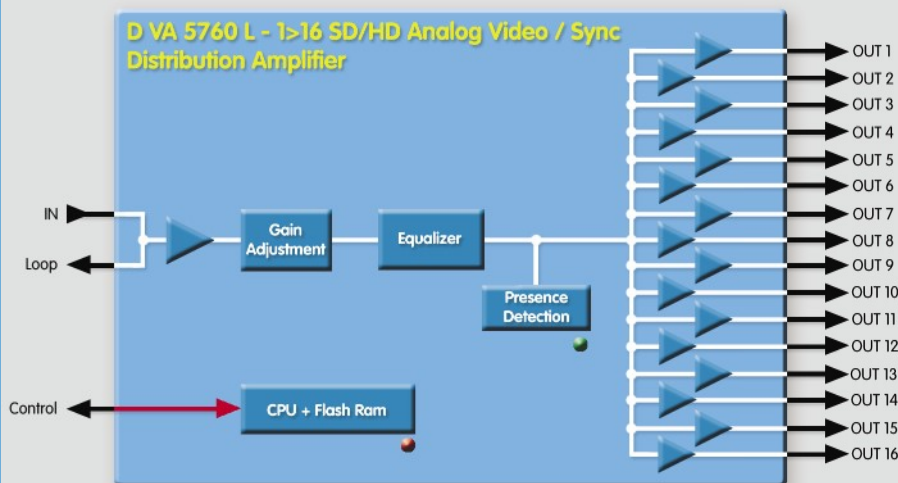 D VA 5760 L - 1>16 SD/HD Analog Video / Sync
Distribution Amplifier
IN
Loop
Gain
Adjustment
Equalizer
Presence
Detection
Control
CPU + Flash Ram
OUT 1
OUT 2
OUT 3
OUT 4
OUT 5
OUT 6
OUT 7
OUT 8
OUT 9
OUT 10
OUT 11
OUT 12
OUT 13
OUT 14
OUT 15
OUT 16